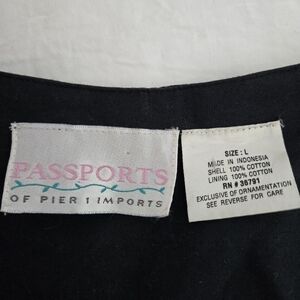 PASSPORTS
OF PIER 1 IMPORTS
SIZE: L
MADE IN INDONESIA
SHELL 100% COTTON
LINING 100% COTTON
RN # 36791
EXCLUSIVE OF ORNAMENTATION
SEE REVERSE FOR CARE